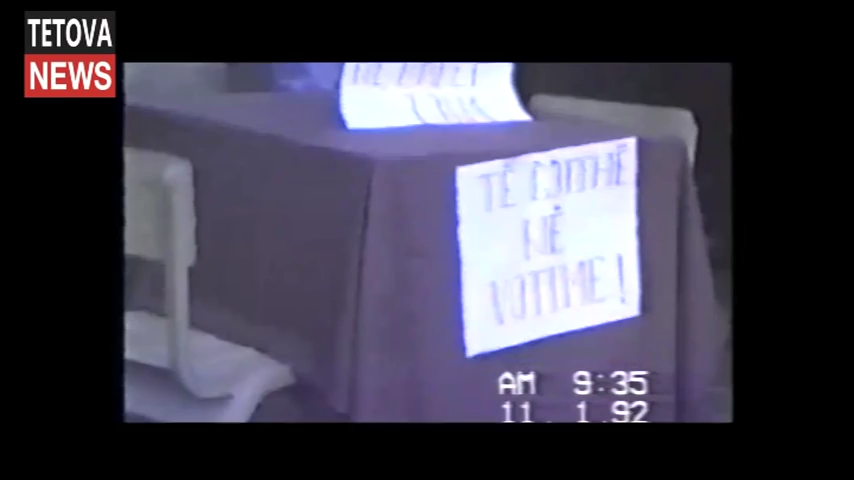 TETOVA
NEWS
TË GJITHË
NË
VOTIME!
AM 9:35
11. 1.92